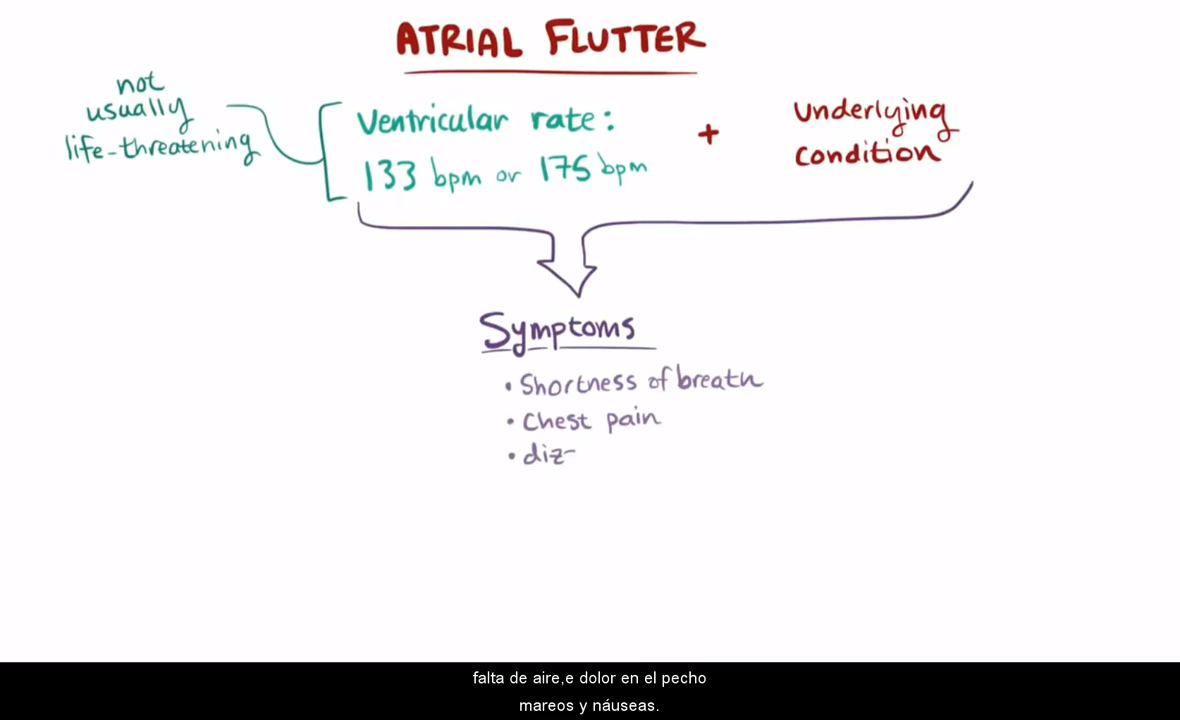 ATRIAL FLUTTER
not
usually
life-threatening
Ventricular rate:
133 bpm or 175 bpm
+
Underlying
condition
Symptoms
• Shortness of breath
• Chest pain
• diz
falta de aire,e dolor en el pecho
mareos y náuseas.